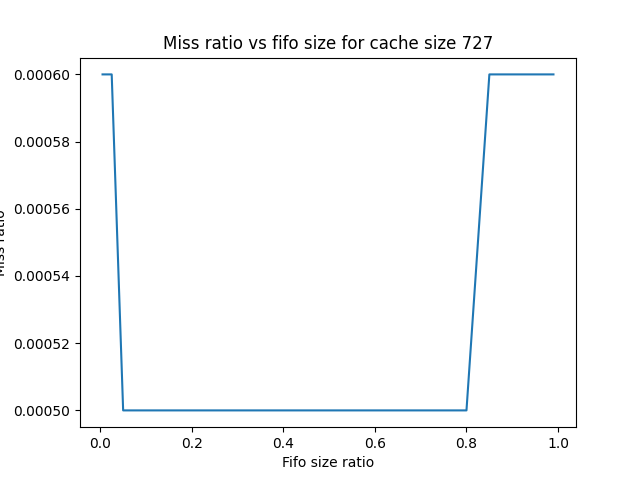 Miss ratio vs fifo size for cache size 727
0.00060
0.00058
0.00056
0.00054
0.00052
0.00050
Miss ratio
0.0 0.2 0.4 0.6 0.8 1.0
Fifo size ratio